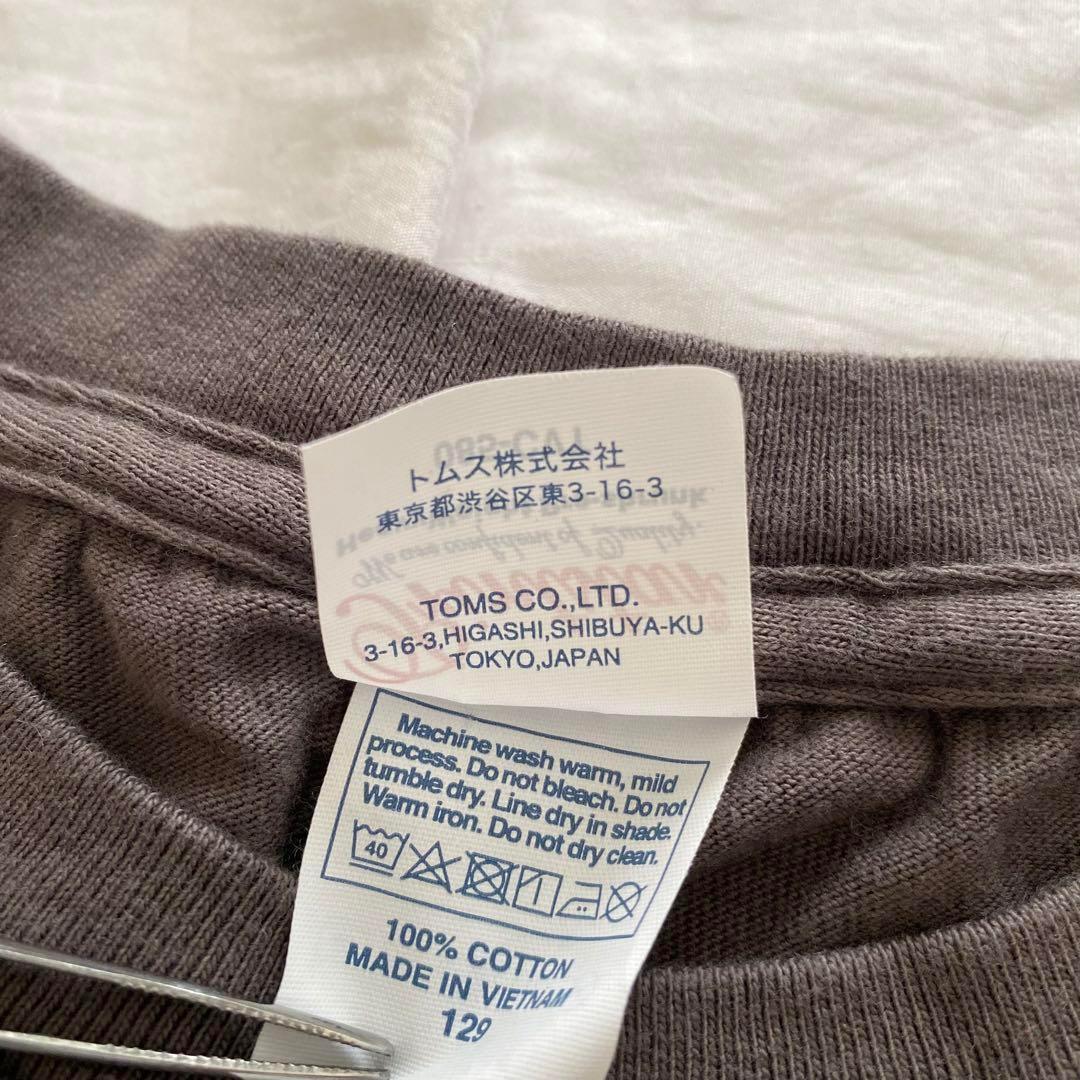 トムス株式会社
東京都渋谷区東3-16-3
TOMS CO.,LTD.
3-16-3,HIGASHI,SHIBUYA-KU
TOKYO,JAPAN
Machine wash warm, mild
process. Do not bleach. Do not
tumble dry. Line dry in shade.
Warm iron. Do not dry clean.
40
100% COTTON
MADE IN VIETNAM
129